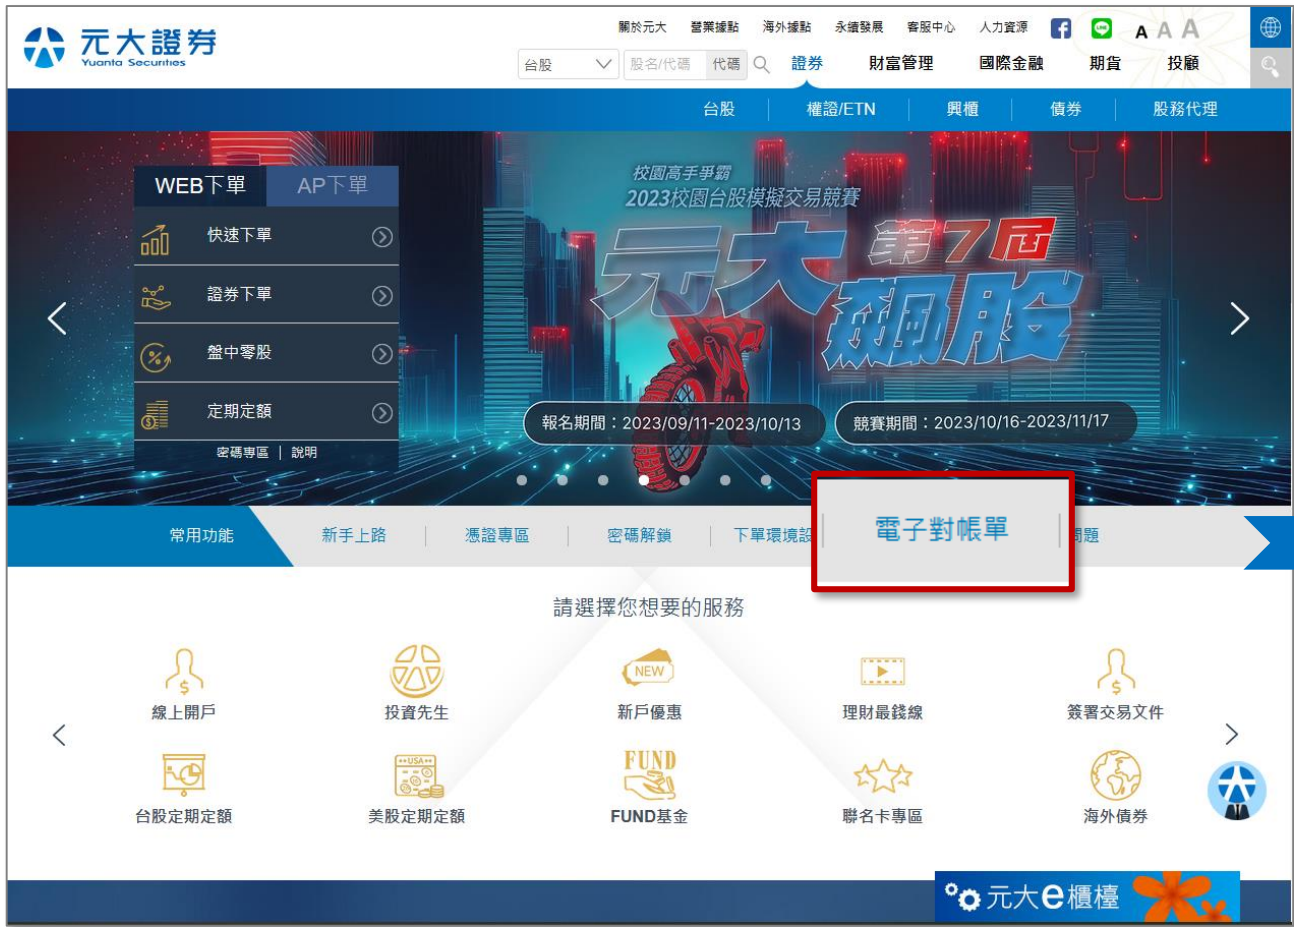 元大證券
Yuanta Securities
關於元大 營業據點 海外據點 永續發展 客服中心 人力資源 A A A
台股 股名/代碼 代碼 證券 財富管理 國際金融 期貨 投顧
台股 權證/ETN 興櫃 債券 股務代理
WEB下單 AP下單
快速下單
證券下單
盤中零股
定期定額
密碼專區 | 說明
校園高手爭霸
2023校園台股模擬交易競賽
元大 第7屆
飆股
報名期間：2023/09/11-2023/10/13 競賽期間：2023/10/16-2023/11/17
常用功能 新手上路 憑證專區 密碼解鎖 下單環境設 電子對帳單 問題
請選擇您想要的服務
NEW
線上開戶 投資先生 新戶優惠 理財最錢線 簽署交易文件
USA
FUND
台股定期定額 美股定期定額 FUND基金 聯名卡專區 海外債券
元大e櫃檯